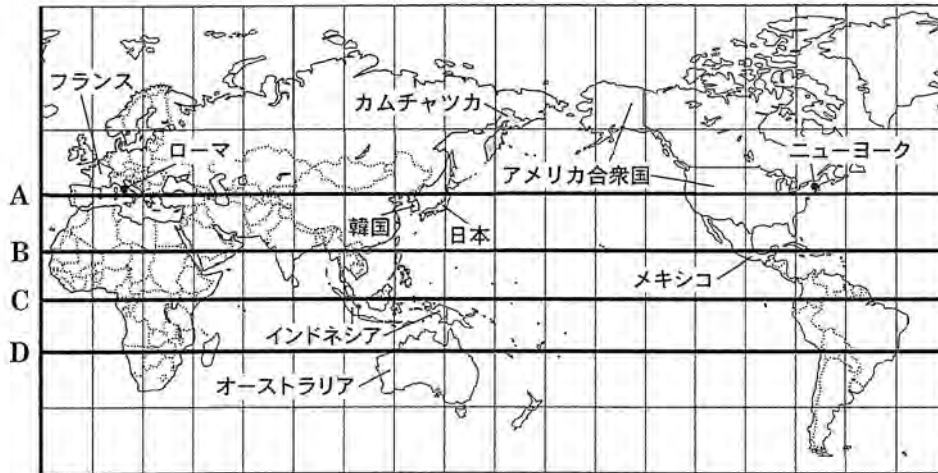 フランス
カムチャツカ
ローマ
ニューヨーク
アメリカ合衆国
A
韓国
日本
B
メキシコ
C
インドネシア
D
オーストラリア